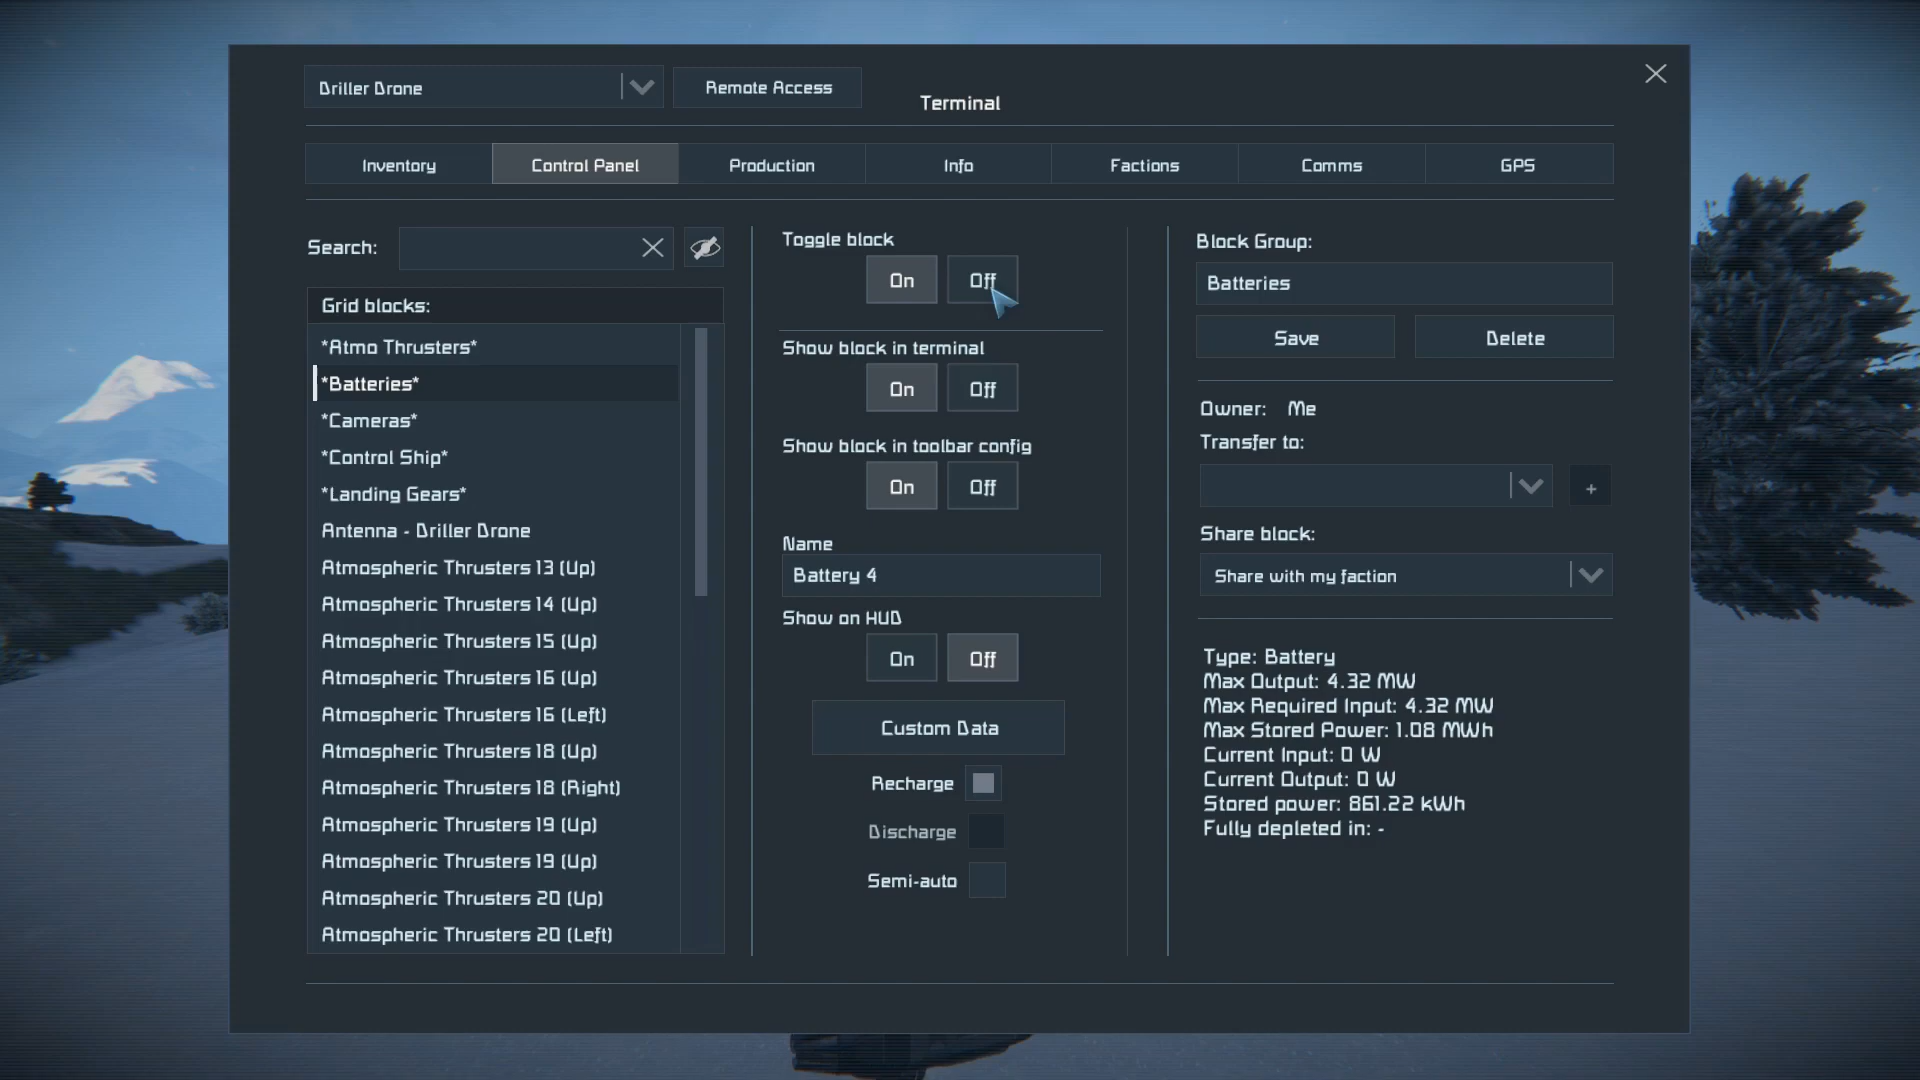 Driller Drone
Remote Access
Terminal
Inventory
Control Panel
Production
Info
Factions
Comms
GPS
Search:
Grid blocks:
*Atmo Thrusters*
*Batteries*
*Cameras*
*Control Ship*
*Landing Gears*
Antenna - Driller Drone
Atmospheric Thrusters 13 (Up)
Atmospheric Thrusters 14 (Up)
Atmospheric Thrusters 15 (Up)
Atmospheric Thrusters 16 (Up)
Atmospheric Thrusters 16 (Left)
Atmospheric Thrusters 18 (Up)
Atmospheric Thrusters 18 (Right)
Atmospheric Thrusters 19 (Up)
Atmospheric Thrusters 19 (Up)
Atmospheric Thrusters 20 (Up)
Atmospheric Thrusters 20 (Left)
Toggle block
On Off
Show block in terminal
On Off
Show block in toolbar config
On Off
Name
Battery 4
Show on HUD
On Off
Custom Data
Recharge
Discharge
Semi-auto
Block Group:
Batteries
Save
Delete
Owner: Me
Transfer to:
+
Share block:
Share with my faction
Type: Battery
Max Output: 4.32 MW
Max Required Input: 4.32 MW
Max Stored Power: 1.08 MWh
Current Input: 0 W
Current Output: 0 W
Stored power: 861.22 kWh
Fully depleted in: -